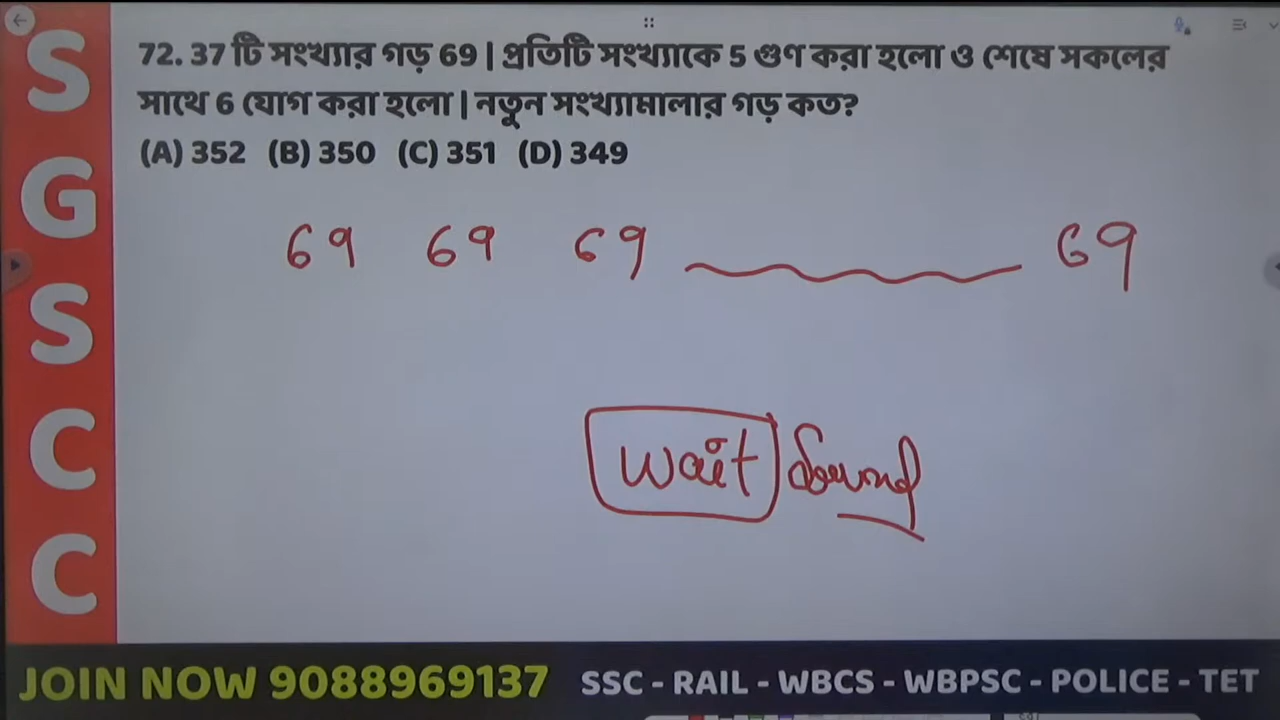 S
G
S
C
C
72. 37 টি সংখ্যার গড় 69 | প্রতিটি সংখ্যাকে 5 গুণ করা হলো ও শেষে সকলের
সাথে 6 যোগ করা হলো | নতুন সংখ্যামালার গড় কত?
(A) 352 (B) 350 (C) 351 (D) 349
69 69 69 69
wait
JOIN NOW 9088969137 SSC - RAIL - WBCS - WBPSC - POLICE - TET